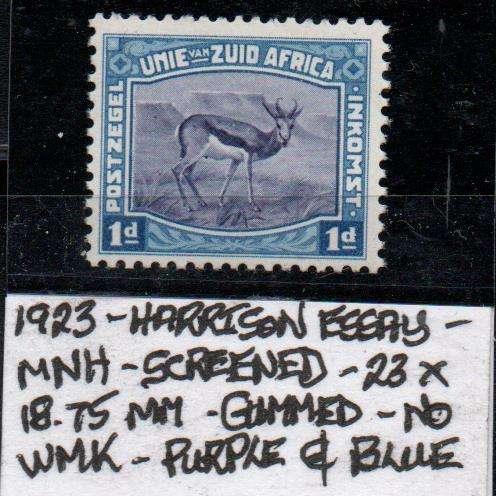 UNIE VAN ZUID AFRICA
POSTZEGEL
INKOMST
1d
1d
1923 - HARRISON ESSAY -
MNH - SCREENED - 23 x
18.75 MM - GUMMED - NO
WMK - PURPLE & BLUE